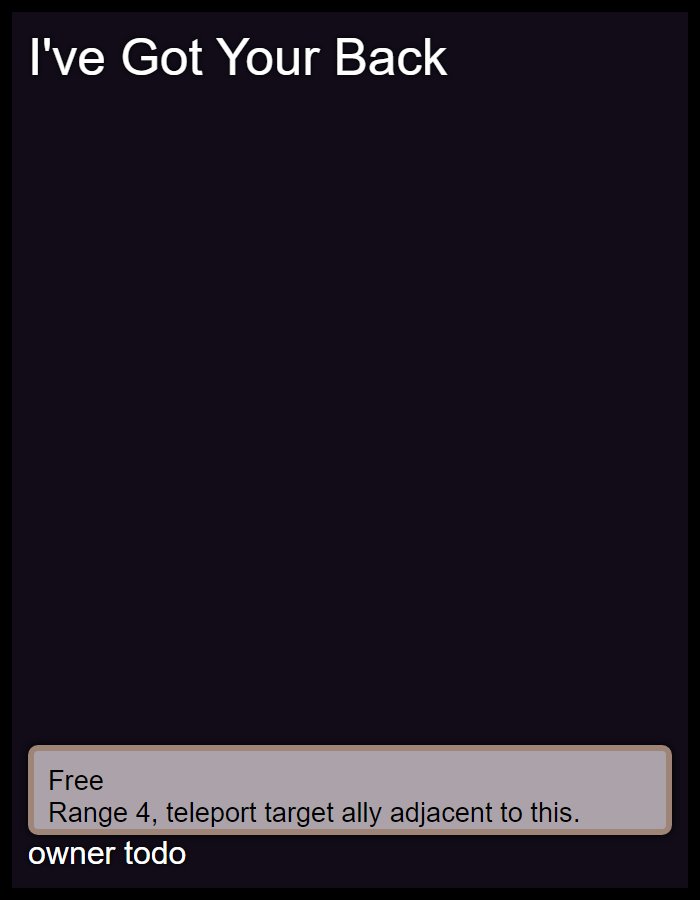 I've Got Your Back
Free
Range 4, teleport target ally adjacent to this.
owner todo